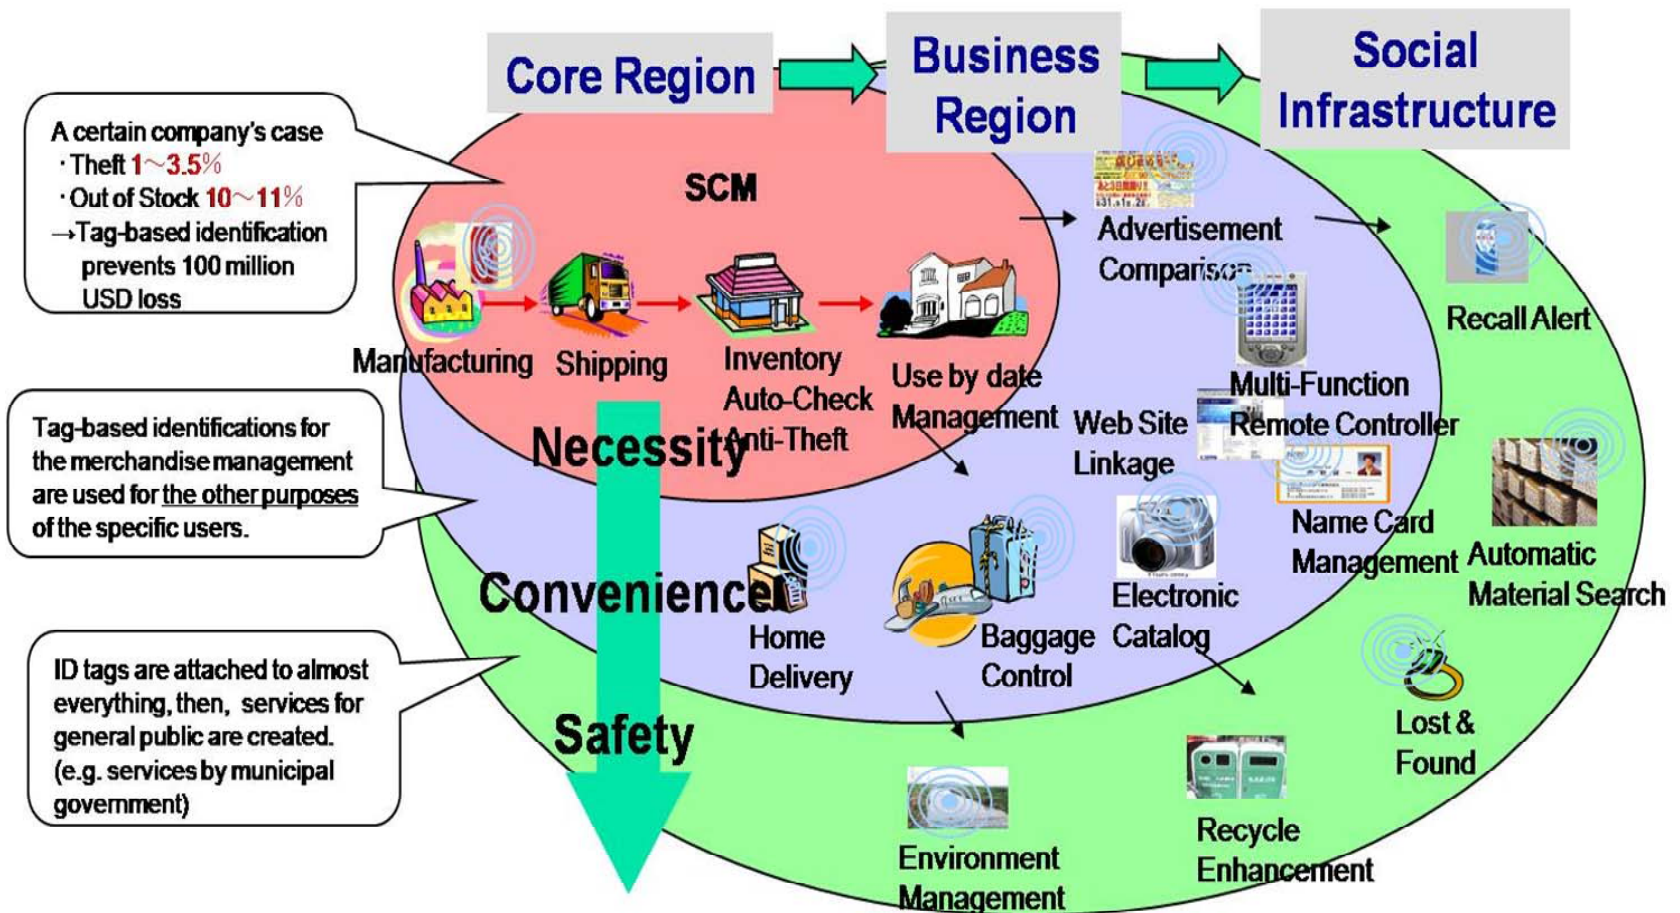 Core Region
Business
Region
Social
Infrastructure
A certain company's case
・Theft 1～3.5%
・Out of Stock 10～11%
→Tag-based identification
prevents 100 million
USD loss
SCM
Manufacturing
Shipping
Inventory
Auto-Check
Anti-Theft
Use by date
Management
Necessity
Advertisement
Comparison
Recall Alert
Multi-Function
Remote Controller
Web Site
Linkage
Tag-based identifications for
the merchandise management
are used for the other purposes
of the specific users.
Name Card
Management
Automatic
Material Search
Convenience
Home
Delivery
Baggage
Control
Electronic
Catalog
ID tags are attached to almost
everything, then, services for
general public are created.
(e.g. services by municipal
government)
Safety
Lost &
Found
Environment
Management
Recycle
Enhancement